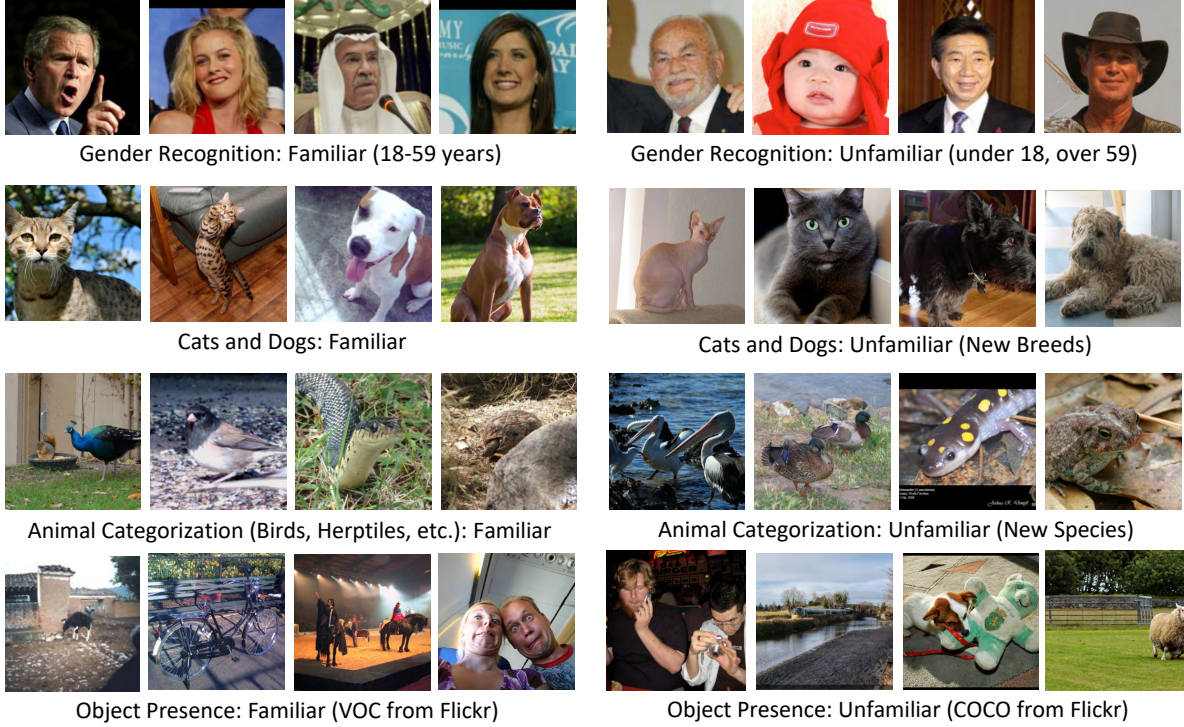 MY
MUSIC
Gender Recognition: Familiar (18-59 years)
Gender Recognition: Unfamiliar (under 18, over 59)
Cats and Dogs: Familiar
Cats and Dogs: Unfamiliar (New Breeds)
Animal Categorization (Birds, Herptiles, etc.): Familiar
Animal Categorization: Unfamiliar (New Species)
Object Presence: Familiar (VOC from Flickr)
Object Presence: Unfamiliar (COCO from Flickr)